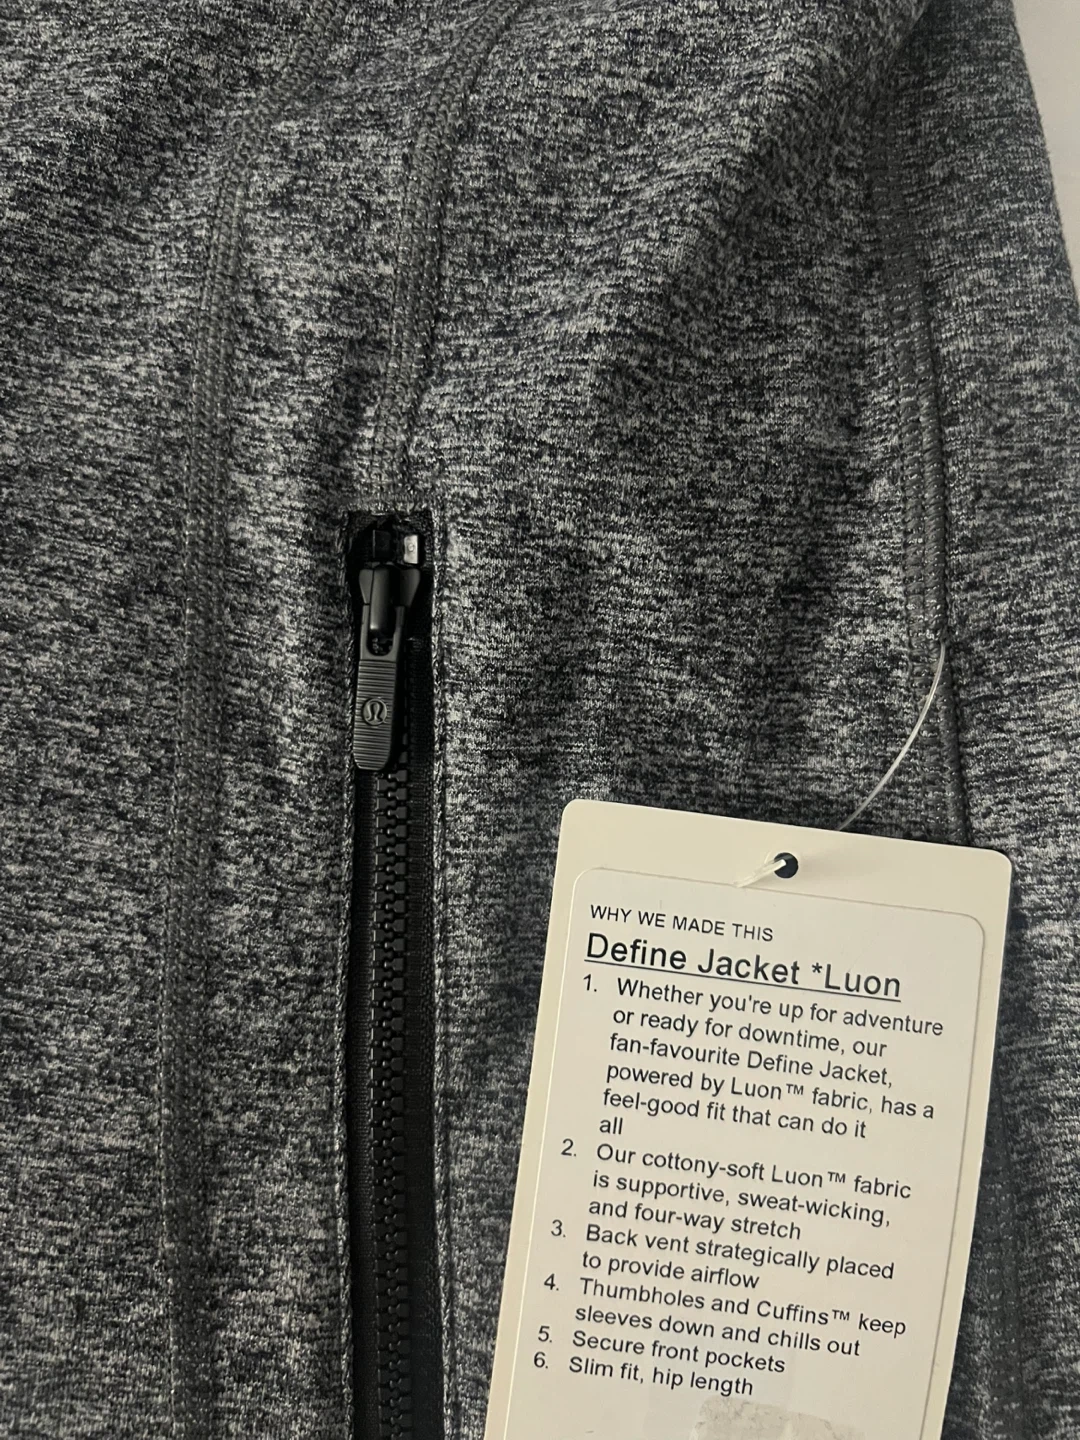 WHY WE MADE THIS
Define Jacket *Luon
1. Whether you're up for adventure
or ready for downtime, our
fan-favourite Define Jacket,
powered by Luon™ fabric, has a
feel-good fit that can do it
all
2. Our cottony-soft Luon™ fabric
is supportive, sweat-wicking,
and four-way stretch
3. Back vent strategically placed
to provide airflow
4. Thumbholes and Cuffins™ keep
sleeves down and chills out
5. Secure front pockets
6. Slim fit, hip length